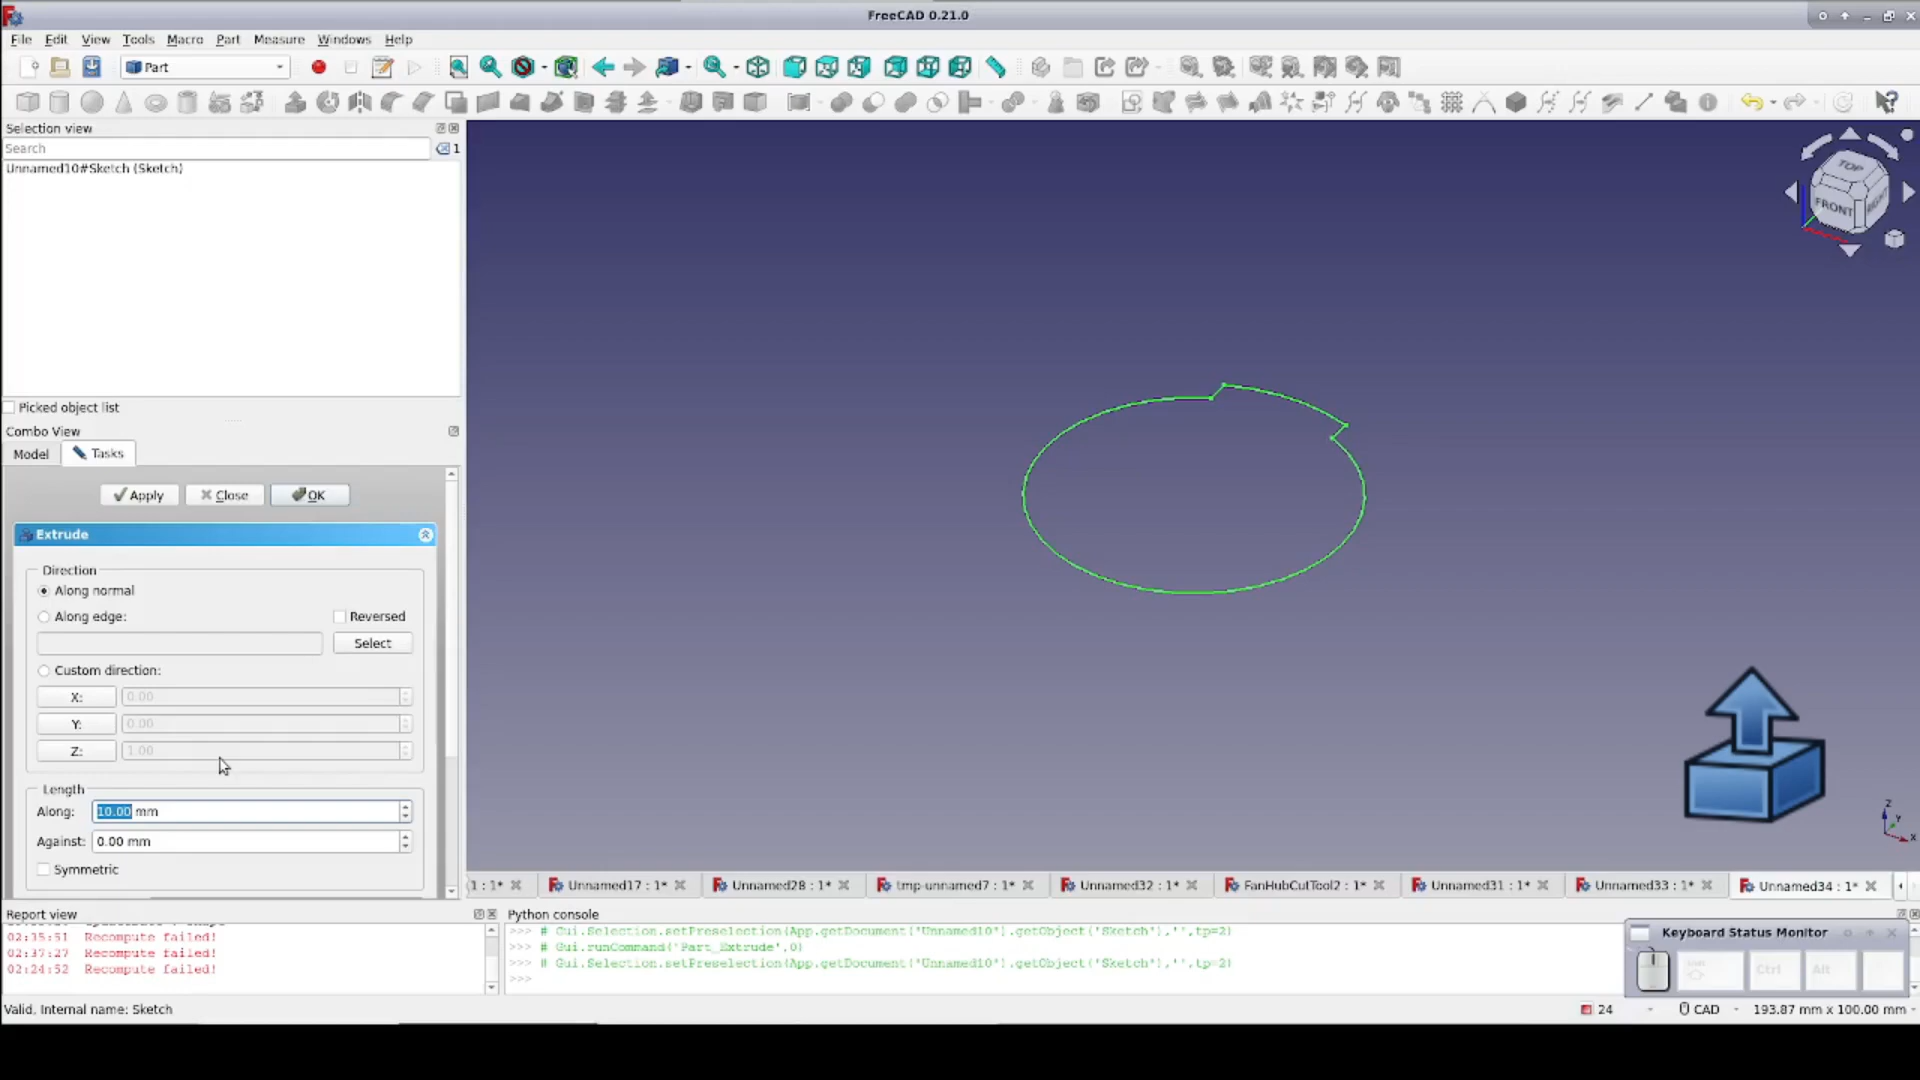 FreeCAD 0.21.0
File Edit View Tools Macro Part Measure Windows Help
Part
Selection view
Search
1
Unnamed10#Sketch (Sketch)
TOP
FRONT
RIGHT
Picked object list
Combo View
Model Tasks
Apply Close OK
Extrude
Direction
Along normal
Along edge: Reversed
Select
Custom direction:
X: 0.00
Y: 0.00
Z: 1.00
Length
Along: 10.00 mm
Against: 0.00 mm
Symmetric
Z
Y
X
1 : 1* Unnamed17 : 1* Unnamed28 : 1* tmp-unnamed7 : 1* Unnamed32 : 1* FanHubCutTool2 : 1* Unnamed31 : 1* Unnamed33 : 1* Unnamed34 : 1*
Report view
02:35:51 Recompute failed!
02:37:27 Recompute failed!
02:24:52 Recompute failed!
Python console
>>> # Gui.Selection.setPreselection(App.getDocument('Unnamed10').getObject('Sketch'),'',tp=2)
>>> # Gui.runCommand('Part_Extrude',0)
>>> # Gui.Selection.setPreselection(App.getDocument('Unnamed10').getObject('Sketch'),'',tp=2)
>>>
Keyboard Status Monitor
Ctrl Alt
Valid, Internal name: Sketch
24 CAD 193.87 mm x 100.00 mm